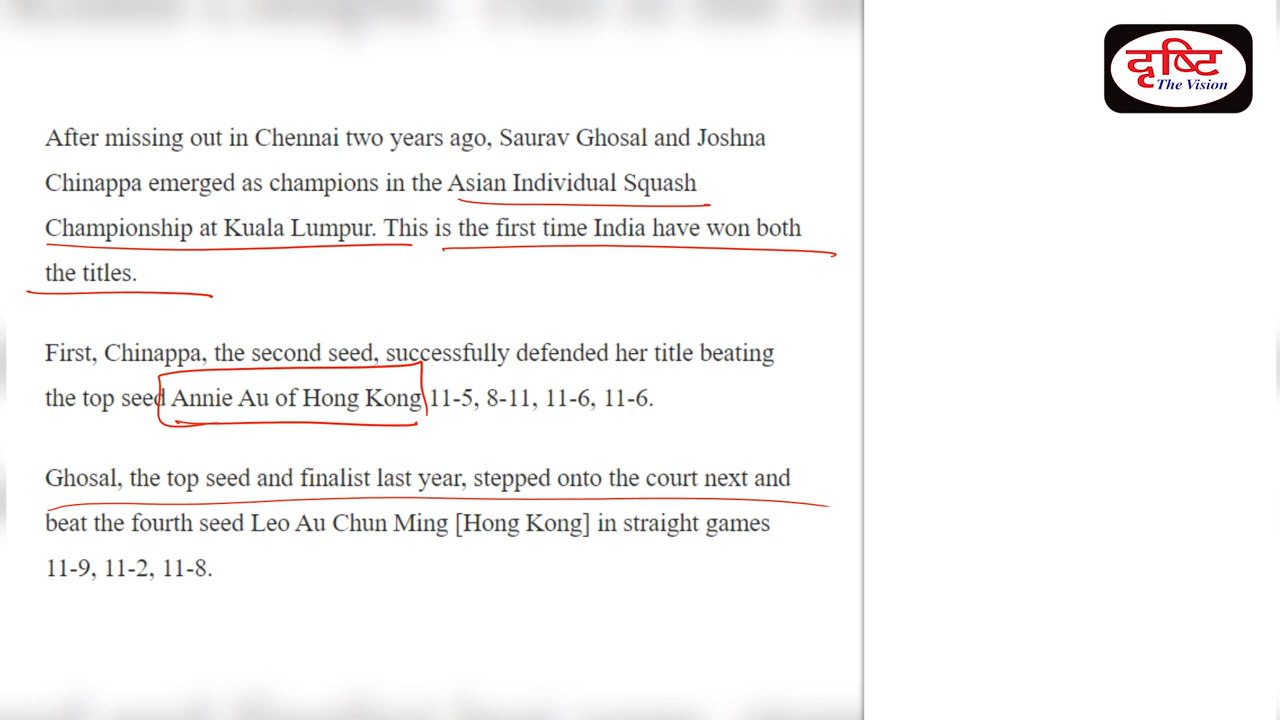 दृष्टि
The Vision
After missing out in Chennai two years ago, Saurav Ghosal and Joshna
Chinappa emerged as champions in the Asian Individual Squash
Championship at Kuala Lumpur. This is the first time India have won both
the titles.
First, Chinappa, the second seed, successfully defended her title beating
the top seed Annie Au of Hong Kong 11-5, 8-11, 11-6, 11-6.
Ghosal, the top seed and finalist last year, stepped onto the court next and
beat the fourth seed Leo Au Chun Ming [Hong Kong] in straight games
11-9, 11-2, 11-8.